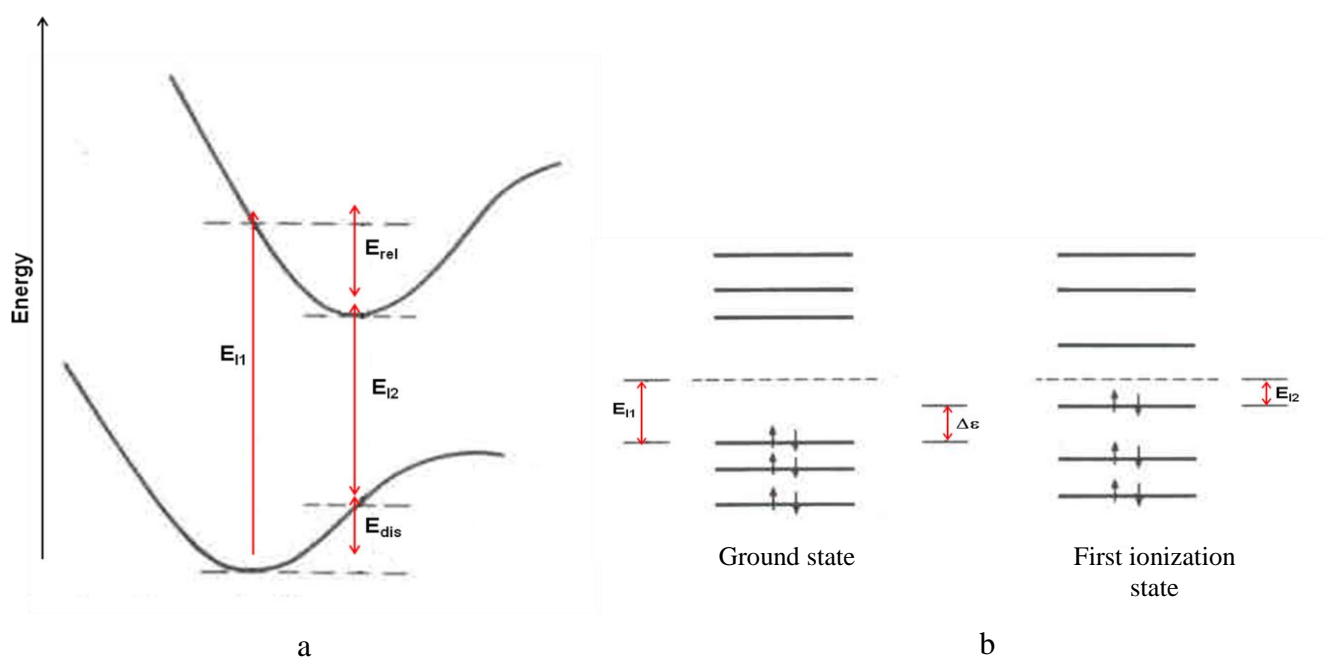 Energy
E_rel
E_I1
E_I2
E_dis
a
E_I1
Δε
E_I2
Ground state
First ionization
state
b